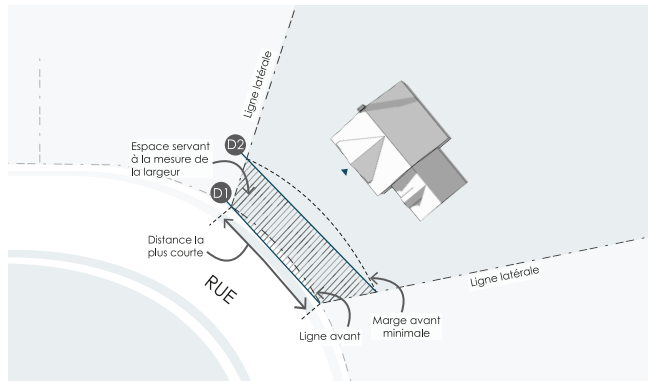 Ligne latérale
D2
Espace servant
à la mesure de
la largeur
D1
Distance la
plus courte
RUE
Ligne latérale
Marge avant
minimale
Ligne avant